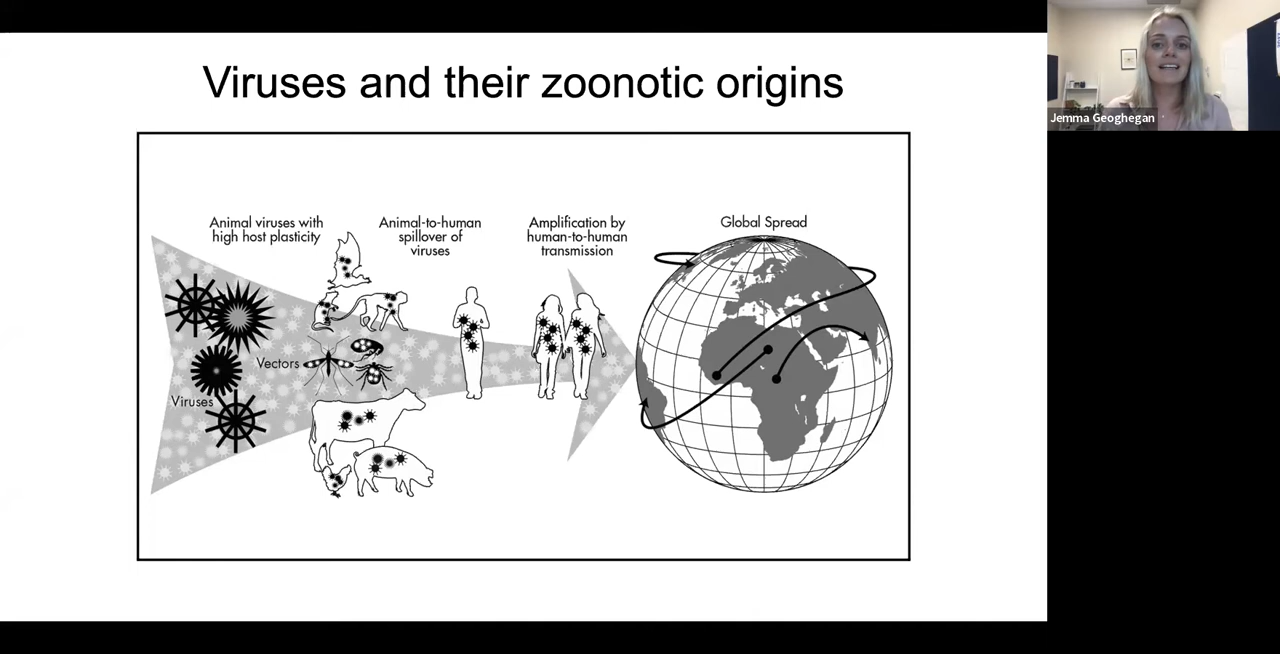 Viruses and their zoonotic origins
Jemma Geoghegan
Animal viruses with
high host plasticity
Animal-to-human
spillover of
viruses
Amplification by
human-to-human
transmission
Global Spread
Vectors
Viruses